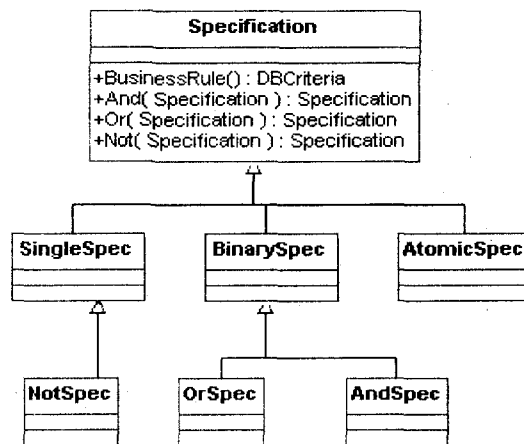 Specification
+BusinessRule() : DBCriteria
+And( Specification ) : Specification
+Or( Specification ) : Specification
+Not( Specification ) : Specification
SingleSpec BinarySpec AtomicSpec
NotSpec OrSpec AndSpec